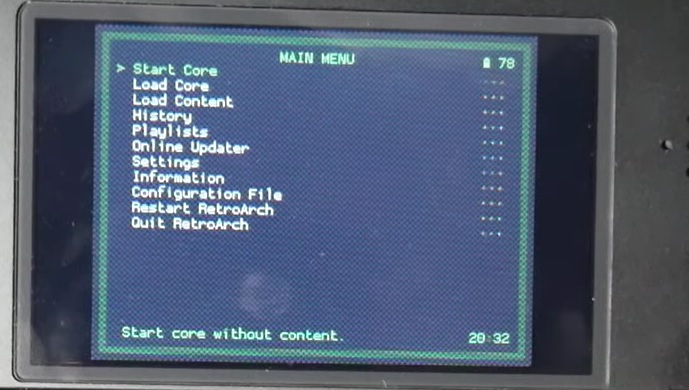 MAIN MENU 78
> Start Core ...
Load Core ...
Load Content ...
History ...
Playlists ...
Online Updater ...
Settings ...
Information ...
Configuration File ...
Restart RetroArch ...
Quit RetroArch ...
Start core without content. 20:32